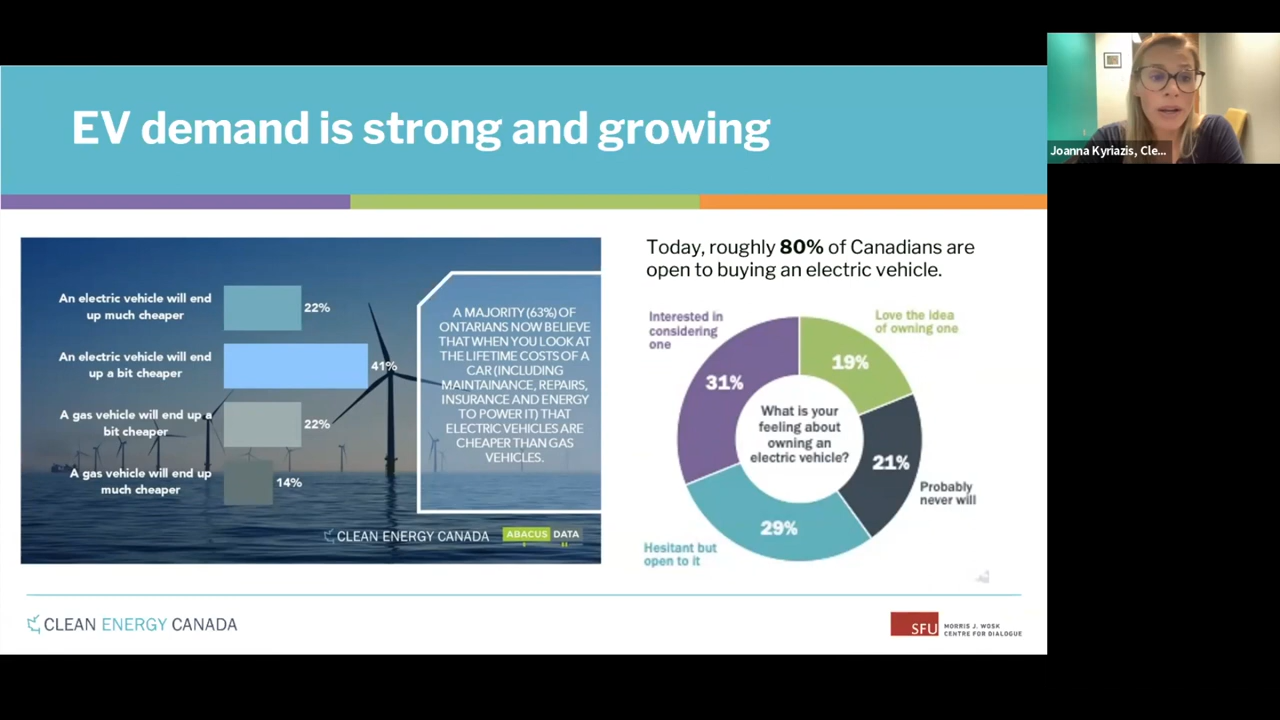 EV demand is strong and growing
Joanna Kyriazis, Cle...
An electric vehicle will end
up much cheaper
22%
An electric vehicle will end
up a bit cheaper
41%
A gas vehicle will end up a
bit cheaper
22%
A gas vehicle will end up
much cheaper
14%
A MAJORITY (63%) OF
ONTARIANS NOW BELIEVE
THAT WHEN YOU LOOK AT
THE LIFETIME COSTS OF A
CAR (INCLUDING
MAINTAINANCE, REPAIRS,
INSURANCE AND ENERGY
TO POWER IT) THAT
ELECTRIC VEHICLES ARE
CHEAPER THAN GAS
VEHICLES.
CLEAN ENERGY CANADA
ABACUS DATA
Today, roughly 80% of Canadians are
open to buying an electric vehicle.
Interested in
considering
one
31%
Love the idea
of owning one
19%
What is your
feeling about
owning an
electric vehicle?
21%
Probably
never will
29%
Hesitant but
open to it
CLEAN ENERGY CANADA
SFU
MORRIS J. WOSK
CENTRE FOR DIALOGUE